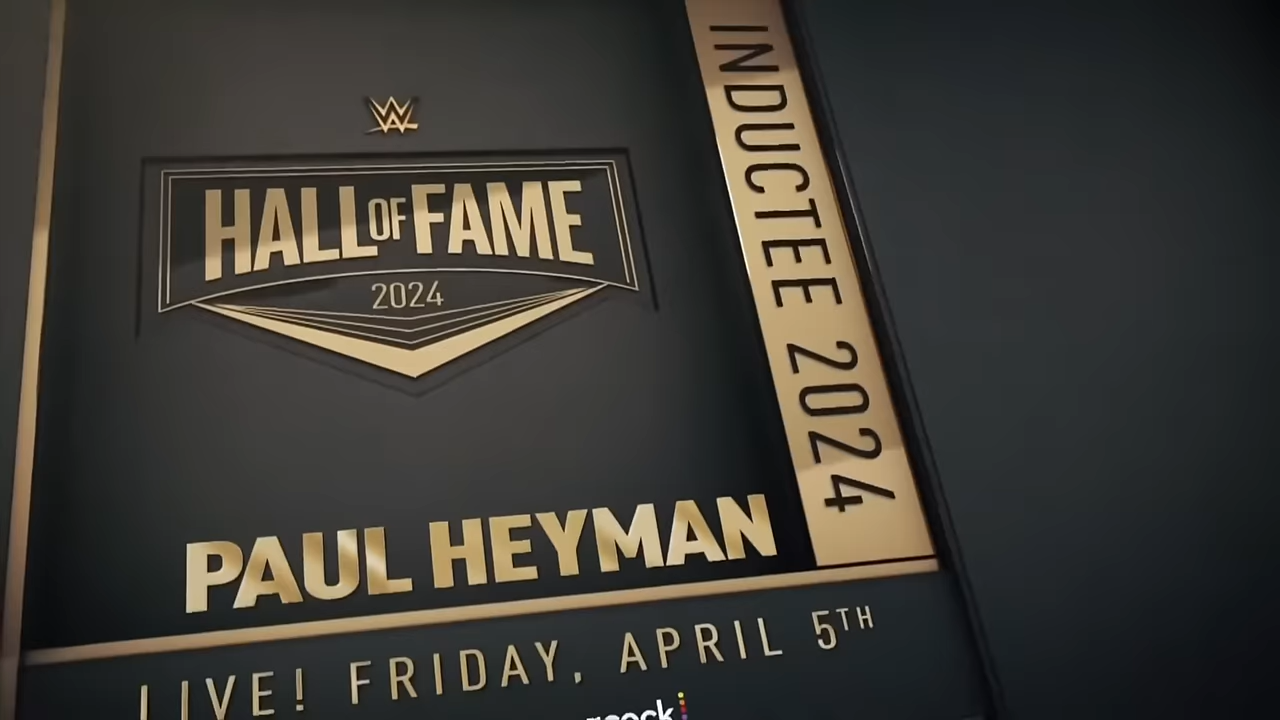 W
HALL OF FAME
2024
INDUCTEE 2024
PAUL HEYMAN
LIVE! FRIDAY, APRIL 5TH